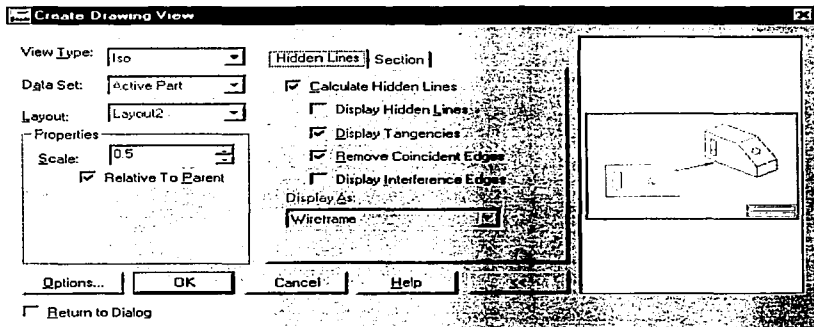 Create Drawing View
View Type: Iso
Data Set: Active Part
Layout: Layout2
Properties
Scale: 0.5
Relative To Parent
Hidden Lines
Section
Calculate Hidden Lines
Display Hidden Lines
Display Tangencies
Remove Coincident Edges
Display Interference Edges
Display As:
Wireframe
Options... OK Cancel Help
Return to Dialog